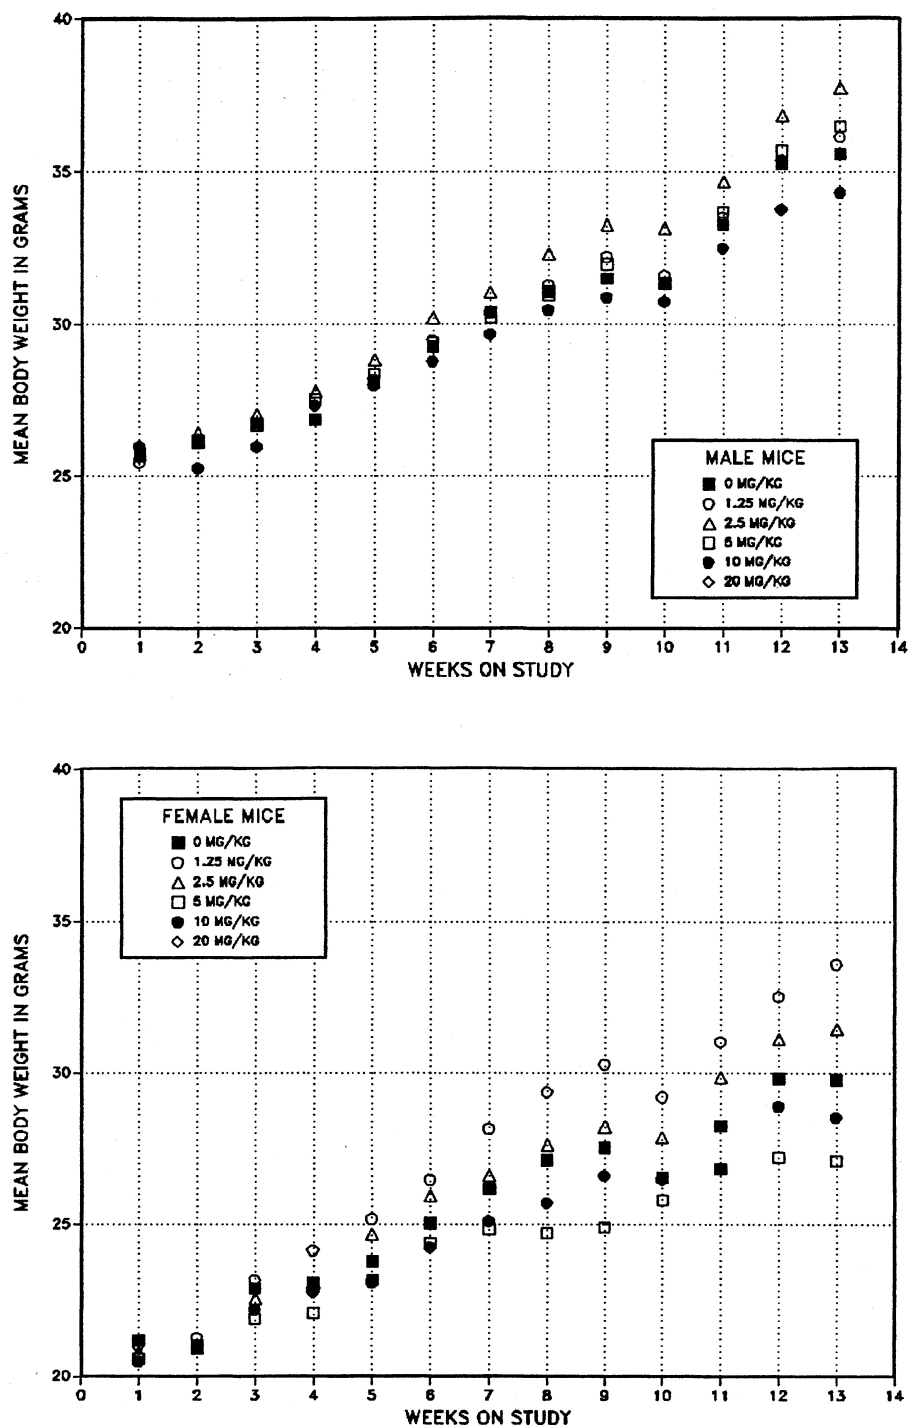 40
35
30
25
20
MEAN BODY WEIGHT IN GRAMS
MALE MICE
0 MG/KG
1.25 MG/KG
2.5 MG/KG
5 MG/KG
10 MG/KG
20 MG/KG
0 1 2 3 4 5 6 7 8 9 10 11 12 13 14
WEEKS ON STUDY
40
35
30
25
20
MEAN BODY WEIGHT IN GRAMS
FEMALE MICE
0 MG/KG
1.25 MG/KG
2.5 MG/KG
5 MG/KG
10 MG/KG
20 MG/KG
0 1 2 3 4 5 6 7 8 9 10 11 12 13 14
WEEKS ON STUDY